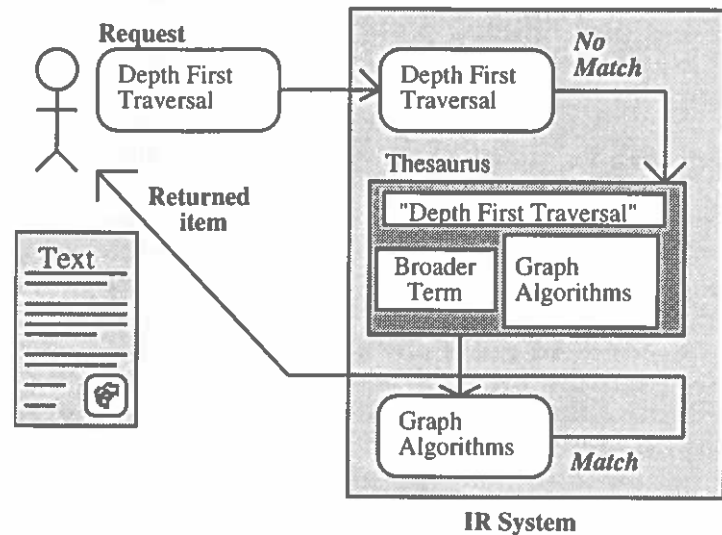 Request
Depth First
Traversal
Depth First
Traversal
No
Match
Thesaurus
"Depth First Traversal"
Broader
Term
Graph
Algorithms
Returned
item
Text
Graph
Algorithms
Match
IR System